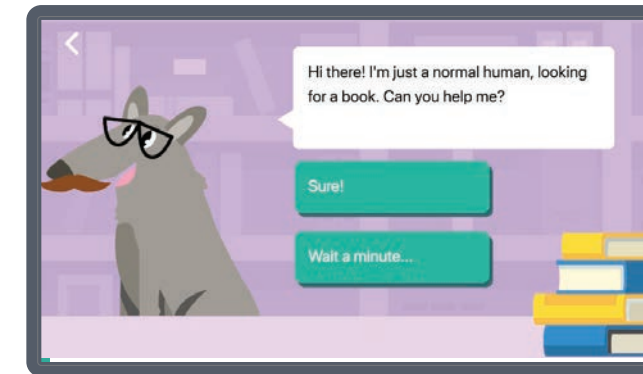 Hi there! I'm just a normal human, looking
for a book. Can you help me?
Sure!
Wait a minute...